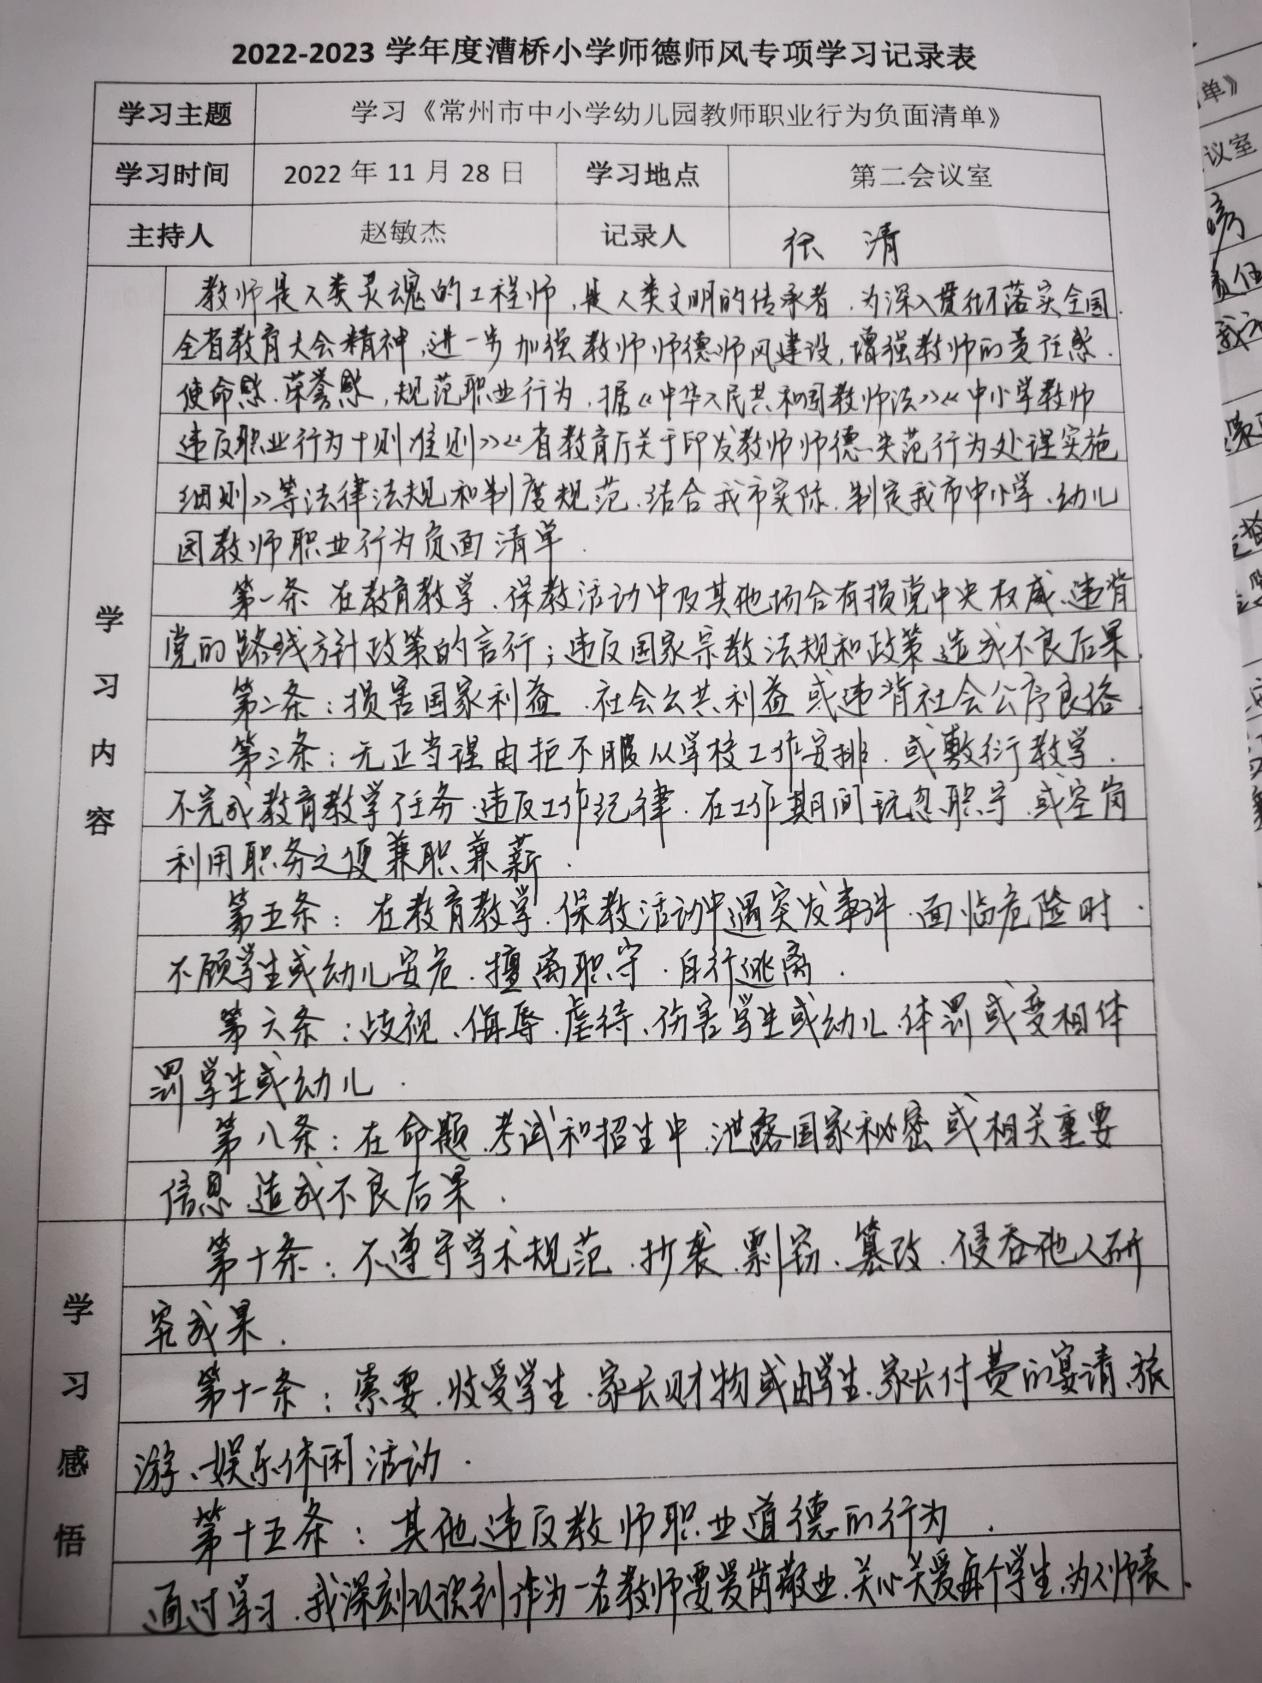 2022-2023 学年度漕桥小学师德师风专项学习记录表
学习主题 学习《常州市中小学幼儿园教师职业行为负面清单》
学习时间 2022 年 11 月 28 日 学习地点 第二会议室
主持人 赵敏杰 记录人 张 清
学习内容
教师是人类灵魂的工程师,是人类文明的传承者.为深入贯彻落实全国.
全省教育大会精神,进一步加强教师师德师风建设,增强教师的责任感.
使命感.荣誉感,规范职业行为.据《中华人民共和国教师法》《中小学教师
违反职业行为十则准则》《省教育厅关于印发教师师德失范行为处理实施
细则》等法律法规和制度规范.结合我市实际.制定我市中小学、幼儿
园教师职业行为负面清单.
第一条 在教育教学、保教活动中及其他场合有损党中央权威、违背
党的路线方针政策的言行;违反国家宗教法规和政策造成不良后果.
第二条:损害国家利益、社会公共利益或违背社会公序良俗
第三条:无正当理由拒不服从学校工作安排.或敷衍教学.
不完成教育教学任务.违反工作纪律.在工作期间玩忽职守.或空岗
利用职务之便兼职兼薪.
第五条:在教育教学.保教活动中遇突发事件.面临危险时.
不顾学生或幼儿安危.擅离职守.自行逃离.
第六条:歧视、侮辱、虐待、伤害学生或幼儿.体罚或变相体
罚学生或幼儿.
第八条:在命题.考试和招生中.泄露国家秘密或相关重要
信息.造成不良后果.
学习感悟
第十条:不遵守学术规范.抄袭.剽窃、篡改、侵吞他人研
究成果.
第十一条:索要.收受学生.家长财物或由学生.家长付费的宴请.旅
游、娱乐休闲活动.
第十五条:其他违反教师职业道德的行为.
通过学习.我深刻认识到作为一名教师要爱岗敬业.关心关爱每个学生.为人师表.
单》
议室
责任